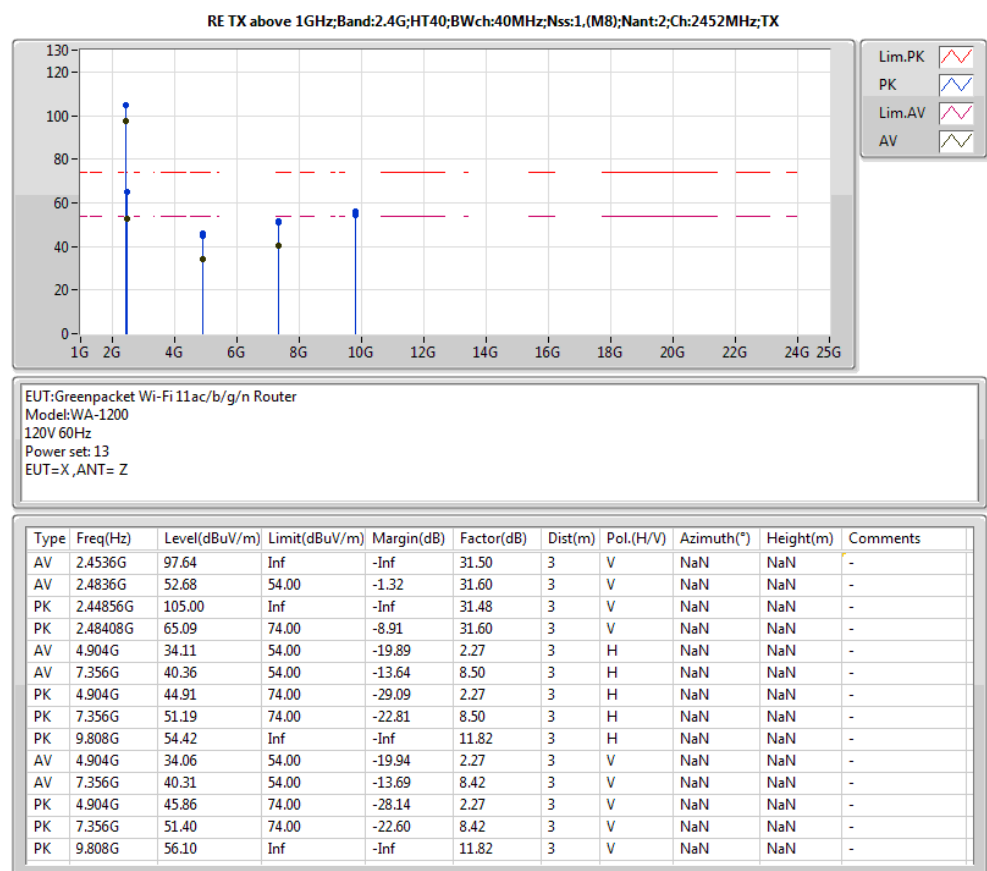 RE TX above 1GHz;Band:2.4G;HT40;BWch:40MHz;Nss:1,(M8);Nant:2;Ch:2452MHz;TX
130
120
100
80
60
40
20
0
1G 2G 4G 6G 8G 10G 12G 14G 16G 18G 20G 22G 24G 25G
Lim.PK
PK
Lim.AV
AV
EUT:Greenpacket Wi-Fi 11ac/b/g/n Router
Model:WA-1200
120V 60Hz
Power set: 13
EUT=X ,ANT= Z
Type Freq(Hz) Level(dBuV/m) Limit(dBuV/m) Margin(dB) Factor(dB) Dist(m) Pol.(H/V) Azimuth(°) Height(m) Comments
AV 2.4536G 97.64 Inf -Inf 31.50 3 V NaN NaN -
AV 2.4836G 52.68 54.00 -1.32 31.60 3 V NaN NaN -
PK 2.44856G 105.00 Inf -Inf 31.48 3 V NaN NaN -
PK 2.48408G 65.09 74.00 -8.91 31.60 3 V NaN NaN -
AV 4.904G 34.11 54.00 -19.89 2.27 3 H NaN NaN -
AV 7.356G 40.36 54.00 -13.64 8.50 3 H NaN NaN -
PK 4.904G 44.91 74.00 -29.09 2.27 3 H NaN NaN -
PK 7.356G 51.19 74.00 -22.81 8.50 3 H NaN NaN -
PK 9.808G 54.42 Inf -Inf 11.82 3 H NaN NaN -
AV 4.904G 34.06 54.00 -19.94 2.27 3 V NaN NaN -
AV 7.356G 40.31 54.00 -13.69 8.42 3 V NaN NaN -
PK 4.904G 45.86 74.00 -28.14 2.27 3 V NaN NaN -
PK 7.356G 51.40 74.00 -22.60 8.42 3 V NaN NaN -
PK 9.808G 56.10 Inf -Inf 11.82 3 V NaN NaN -